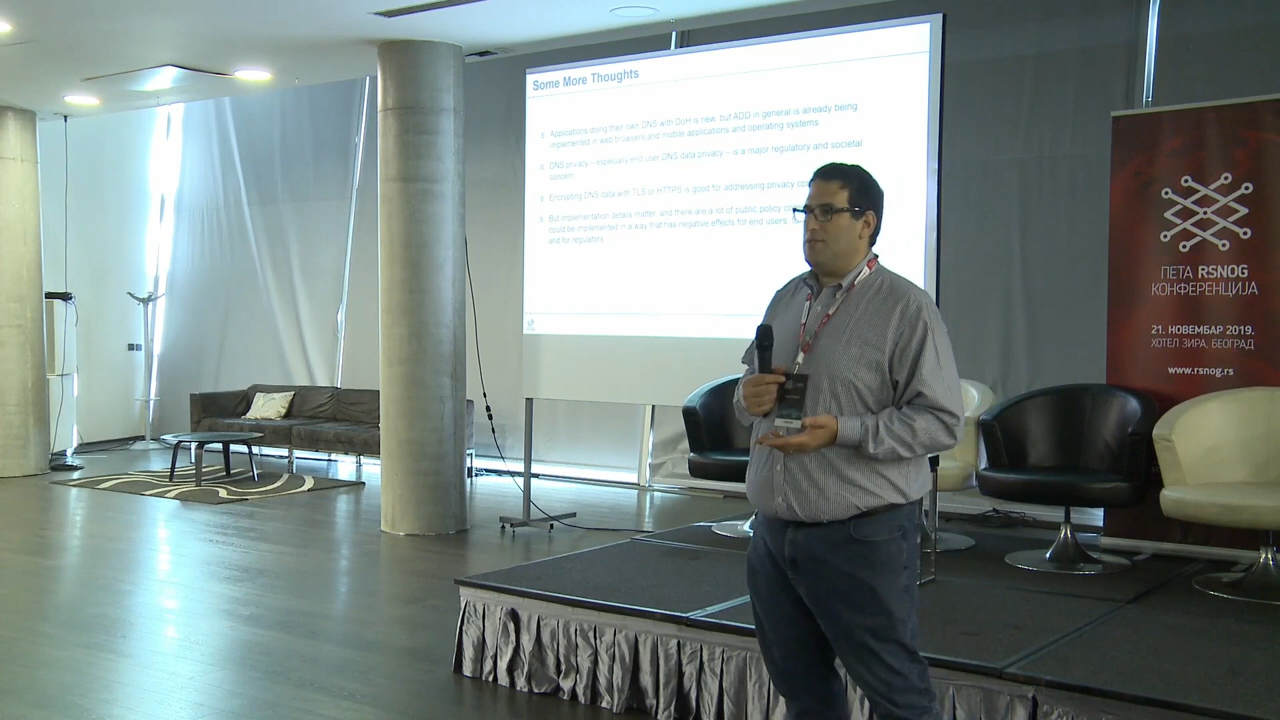 Some More Thoughts
Applications doing their own DNS with DoH is new, but ADD in general is already being
implemented in web browsers and mobile applications and operating systems
DNS privacy – especially end user DNS data privacy – is a major regulatory and societal
concern
Encrypting DNS data with TLS or HTTPS is good for addressing privacy
But implementation details matter, and there are a lot of public policy
could be implemented in a way that has negative effects for end users
and for regulators
ПЕТА RSNOG
КОНФЕРЕНЦИЈА
21. НОВЕМБАР 2019.
ХОТЕЛ ЗИРА, БЕОГРАД
www.rsnog.rs